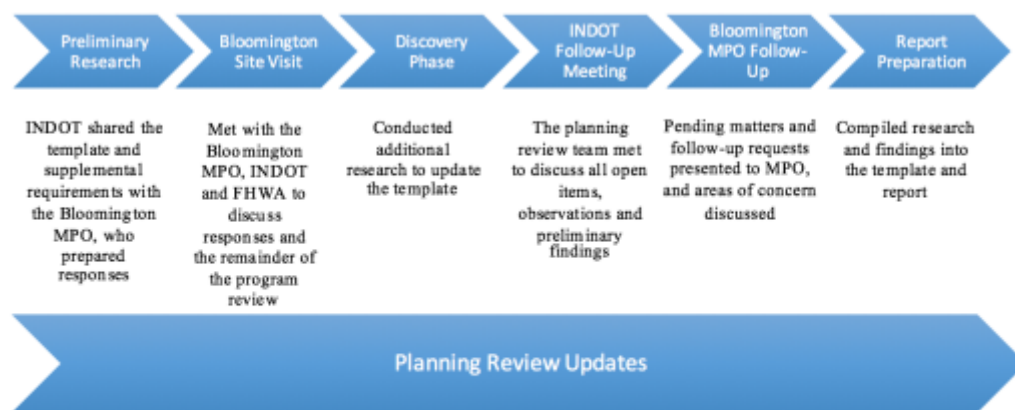 Preliminary
Research
Bloomington
Site Visit
Discovery
Phase
INDOT
Follow-Up
Meeting
Bloomington
MPO Follow-
Up
Report
Preparation
INDOT shared the
template and
supplemental
requirements with
the Bloomington
MPO, who
prepared
responses
Met with the
Bloomington
MPO, INDOT
and FHWA to
discuss
responses and
the remainder of
the program
review
Conducted
additional
research to update
the template
The planning
review team met
to discuss all open
items,
observations and
preliminary
findings
Pending matters and
follow-up requests
presented to MPO,
and areas of concern
discussed
Compiled research
and findings into
the template and
report
Planning Review Updates